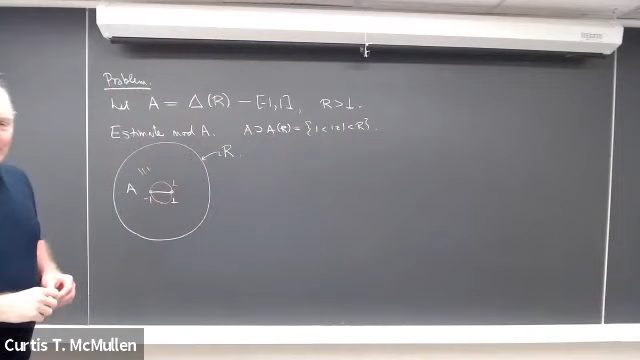 Problem.
Let A = Δ(R) - [-1,1], R>1.
Estimate mod A. A ⊃ A(R) = {1<|z|<R}.
R.
A
1
-1
1
Curtis T. McMullen